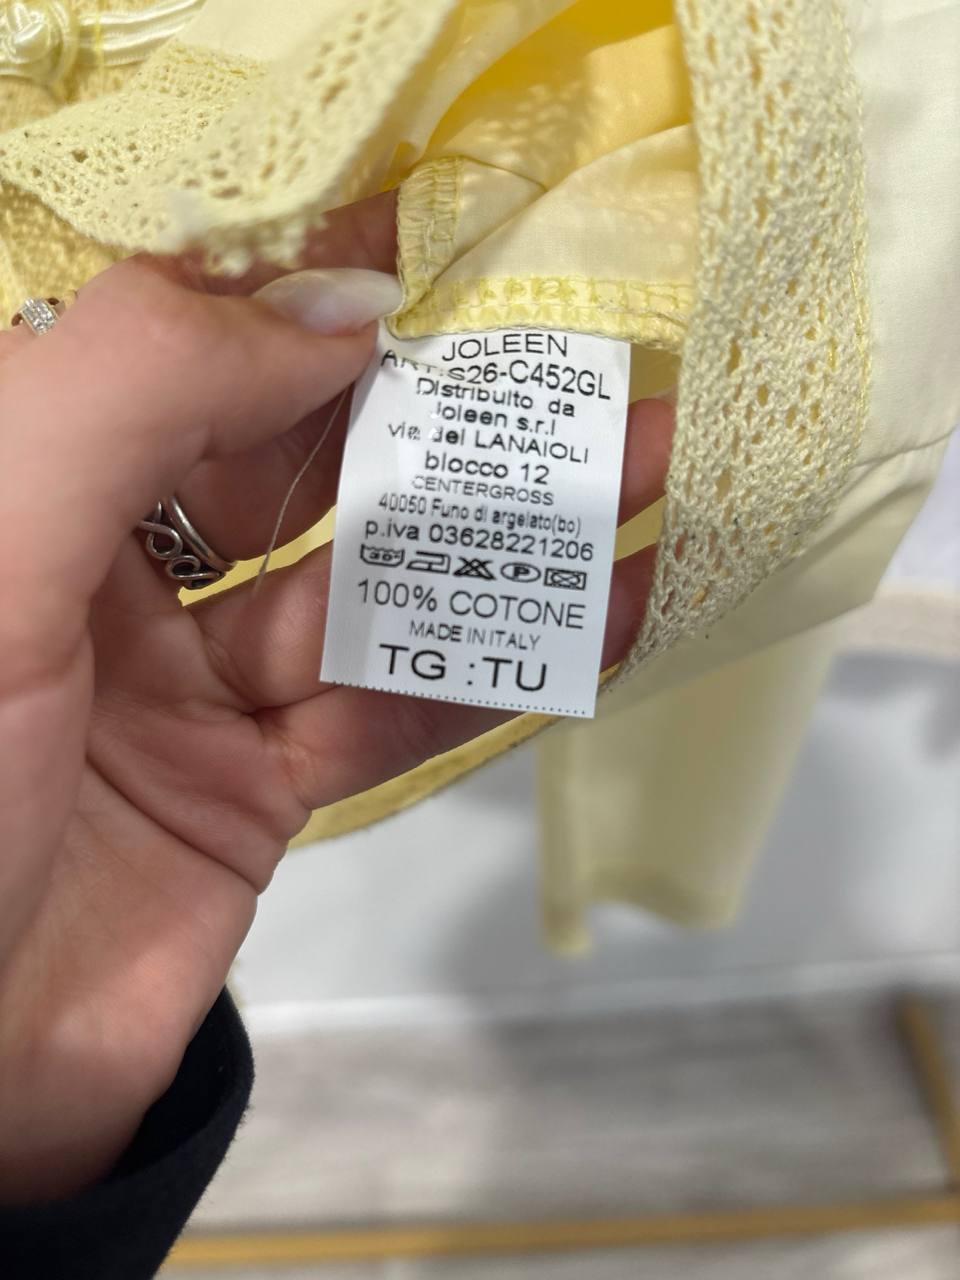 JOLEEN
ART.S26-C452GL
Distribuito da
Joleen s.r.l
via del LANAIOLI
blocco 12
CENTERGROSS
40050 Funo di argelato(bo)
p.iva 03628221206
P
100% COTONE
MADE IN ITALY
TG :TU